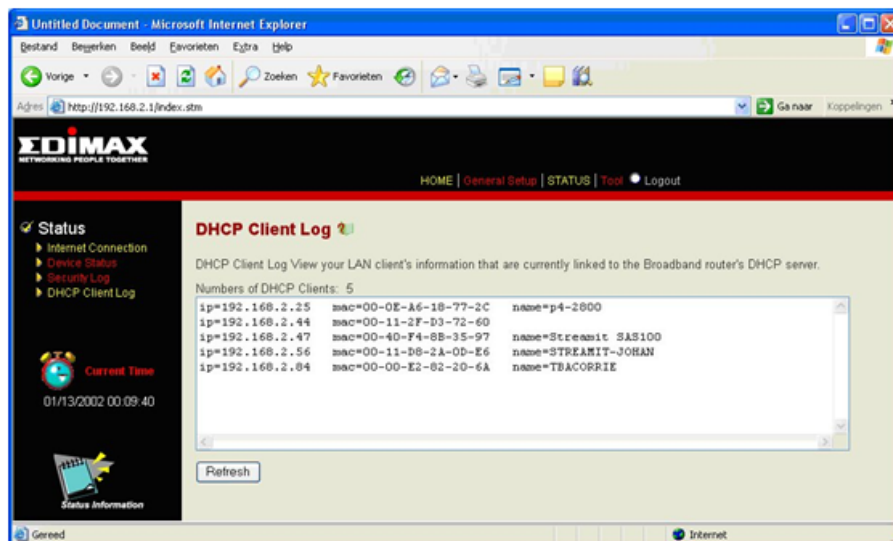 Untitled Document - Microsoft Internet Explorer
Bestand Bewerken Beeld Favorieten Extra Help
Vorige Zoeken Favorieten
Adres http://192.168.2.1/index.stm Ga naar Koppelingen
EDIMAX
NETWORKING PEOPLE TOGETHER
HOME | General Setup | STATUS | Tool Logout
Status
Internet Connection
Device Status
Security Log
DHCP Client Log
Current Time
01/13/2002 00:09:40
Status Information
DHCP Client Log
DHCP Client Log View your LAN client's information that are currently linked to the Broadband router's DHCP server.
Numbers of DHCP Clients: 5
ip=192.168.2.25 mac=00-0E-A6-18-77-2C name=p4-2800
ip=192.168.2.44 mac=00-11-2F-D3-72-60
ip=192.168.2.47 mac=00-40-F4-8B-35-97 name=Streamit SAS100
ip=192.168.2.56 mac=00-11-D8-2A-0D-E6 name=STREAMIT-JOHAN
ip=192.168.2.84 mac=00-00-E2-82-20-6A name=TBACORRIE
Refresh
Gereed Internet